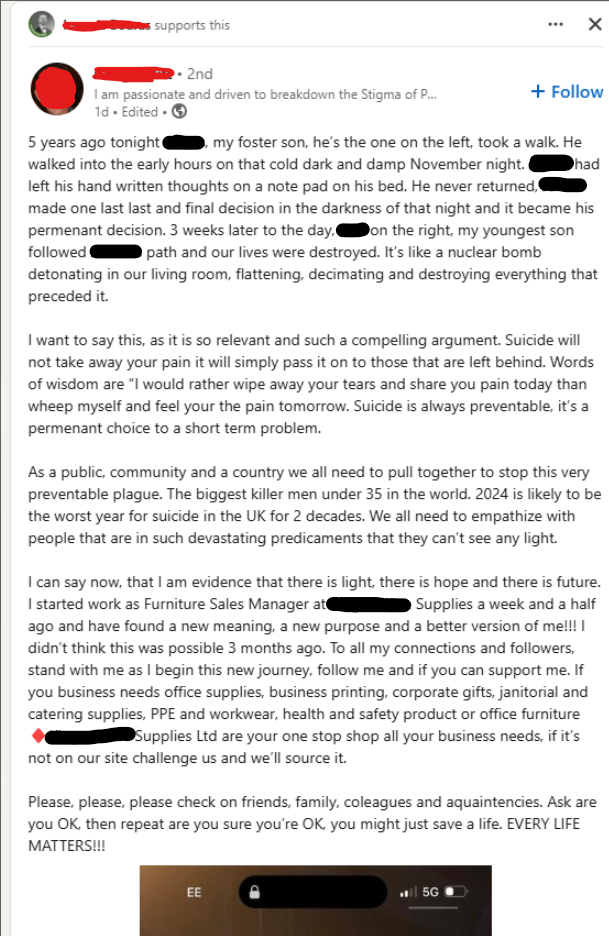 supports this
• 2nd
I am passionate and driven to breakdown the Stigma of P...
1d • Edited •
+ Follow
5 years ago tonight , my foster son, he's the one on the left, took a walk. He
walked into the early hours on that cold dark and damp November night. had
left his hand written thoughts on a note pad on his bed. He never returned,
made one last last and final decision in the darkness of that night and it became his
permenant decision. 3 weeks later to the day, on the right, my youngest son
followed path and our lives were destroyed. It's like a nuclear bomb
detonating in our living room, flattening, decimating and destroying everything that
preceded it.
I want to say this, as it is so relevant and such a compelling argument. Suicide will
not take away your pain it will simply pass it on to those that are left behind. Words
of wisdom are “I would rather wipe away your tears and share you pain today than
wheep myself and feel your the pain tomorrow. Suicide is always preventable, it's a
permenant choice to a short term problem.
As a public, community and a country we all need to pull together to stop this very
preventable plague. The biggest killer men under 35 in the world. 2024 is likely to be
the worst year for suicide in the UK for 2 decades. We all need to empathize with
people that are in such devastating predicaments that they can't see any light.
I can say now, that I am evidence that there is light, there is hope and there is future.
I started work as Furniture Sales Manager at Supplies a week and a half
ago and have found a new meaning, a new purpose and a better version of me!!! I
didn't think this was possible 3 months ago. To all my connections and followers,
stand with me as I begin this new journey, follow me and if you can support me. If
you business needs office supplies, business printing, corporate gifts, janitorial and
catering supplies, PPE and workwear, health and safety product or office furniture
Supplies Ltd are your one stop shop all your business needs, if it's
not on our site challenge us and we'll source it.
Please, please, please check on friends, family, coleagues and aquaintencies. Ask are
you OK, then repeat are you sure you're OK, you might just save a life. EVERY LIFE
MATTERS!!!
EE 5G